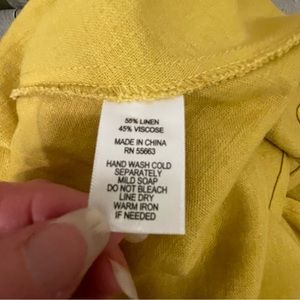 55% LINEN
45% VISCOSE
MADE IN CHINA
RN 55663
HAND WASH COLD
SEPARATELY
MILD SOAP
DO NOT BLEACH
LINE DRY
WARM IRON
IF NEEDED